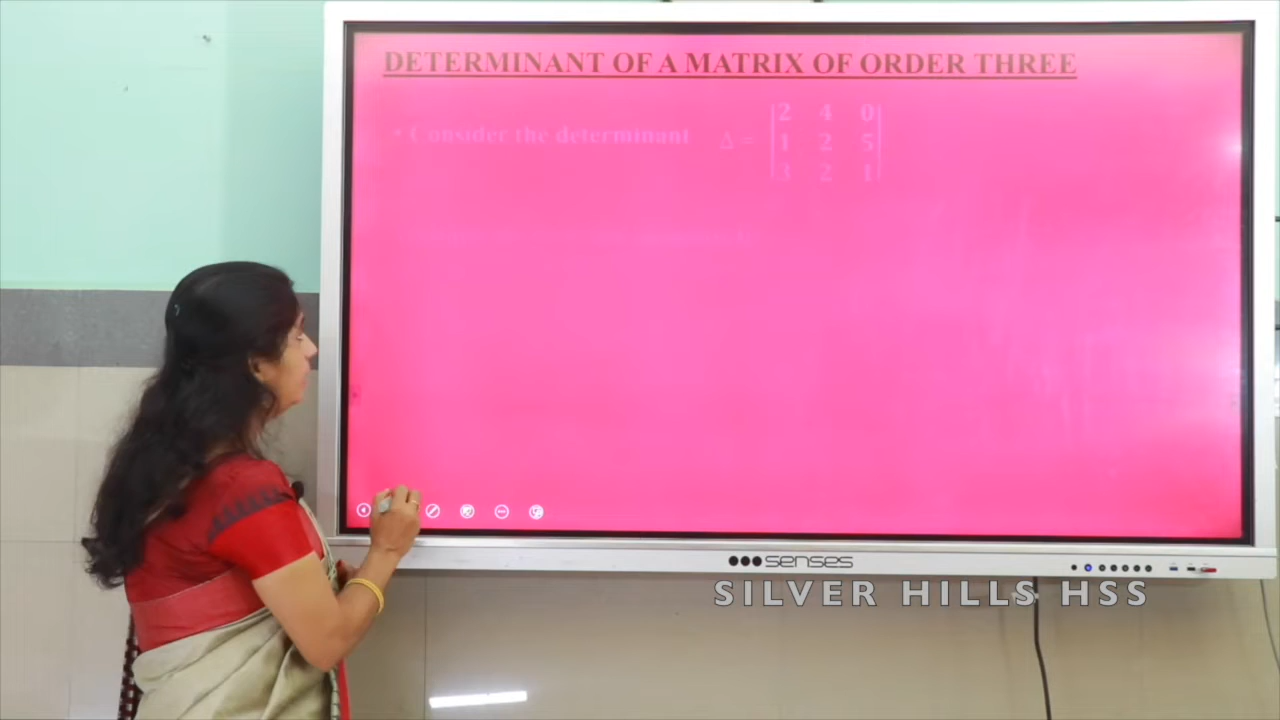 DETERMINANT OF A MATRIX OF ORDER THREE
• Consider the determinant Δ =
2 4 0
1 2 5
3 2 1
senses
SILVER HILLS HSS